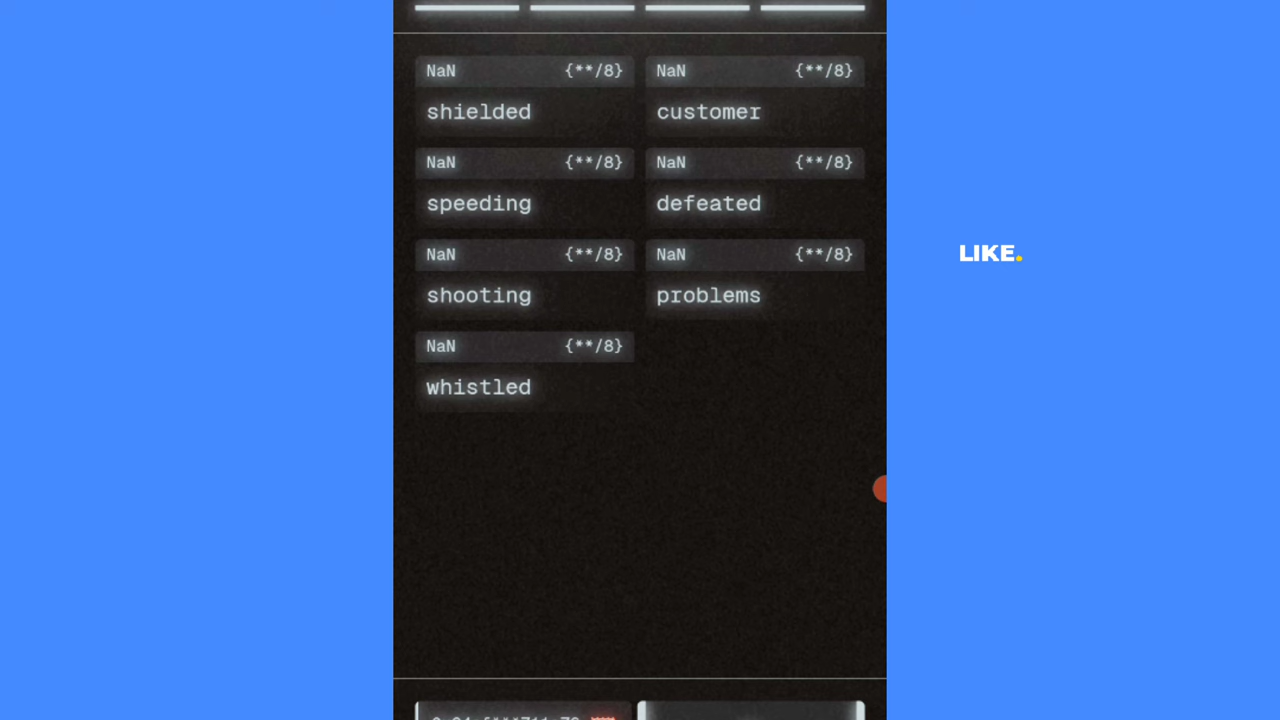 NaN {**/8} NaN {**/8}
shielded customer
NaN {**/8} NaN {**/8}
speeding defeated
NaN {**/8} NaN {**/8}
shooting problems
NaN {**/8}
whistled
LIKE.